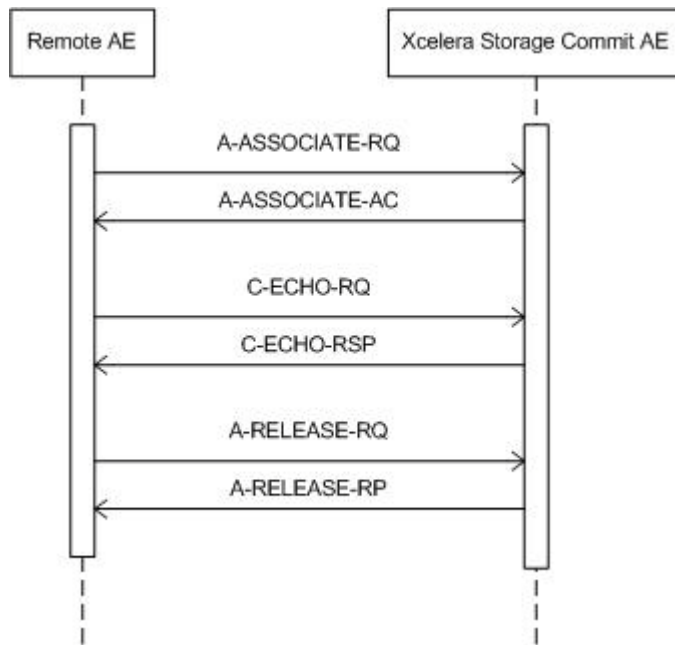 Remote AE
Xcelera Storage Commit AE
A-ASSOCIATE-RQ
A-ASSOCIATE-AC
C-ECHO-RQ
C-ECHO-RSP
A-RELEASE-RQ
A-RELEASE-RP